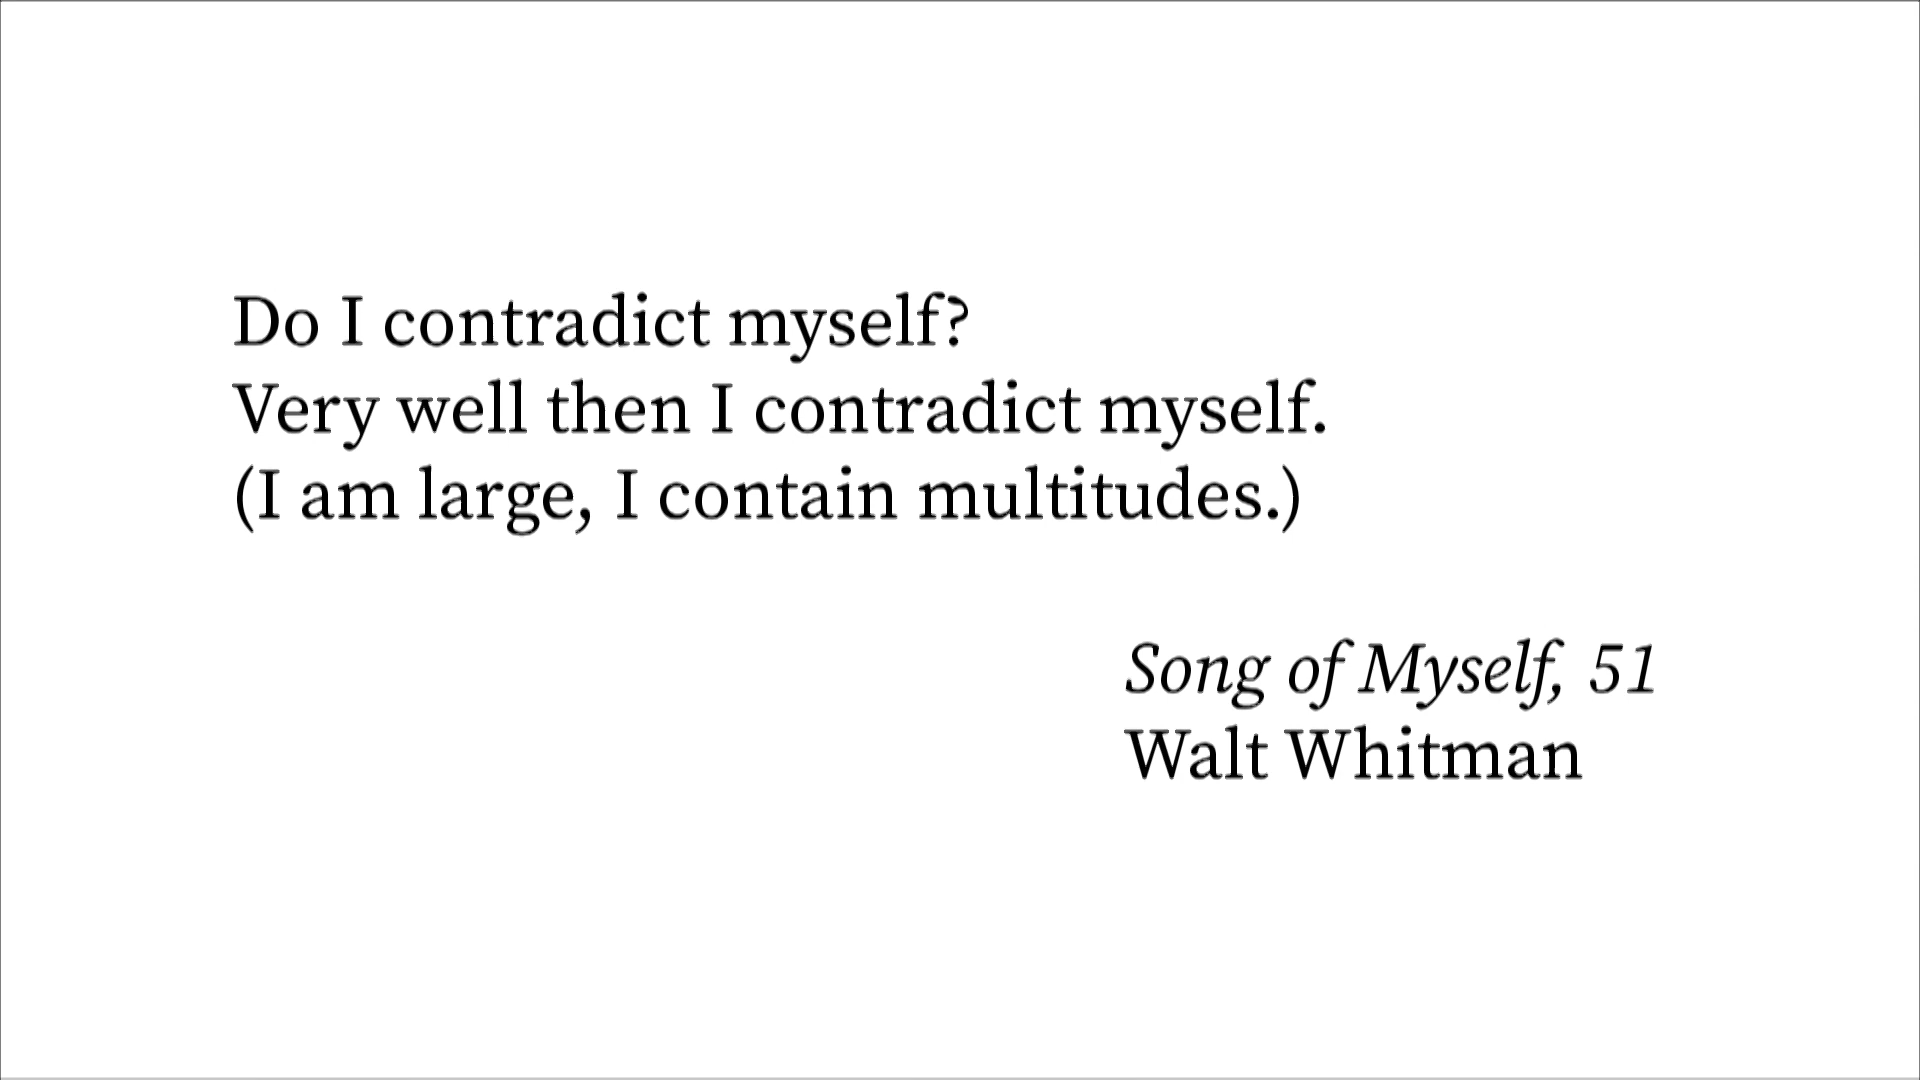 Do I contradict myself?
Very well then I contradict myself.
(I am large, I contain multitudes.)
Song of Myself, 51
Walt Whitman